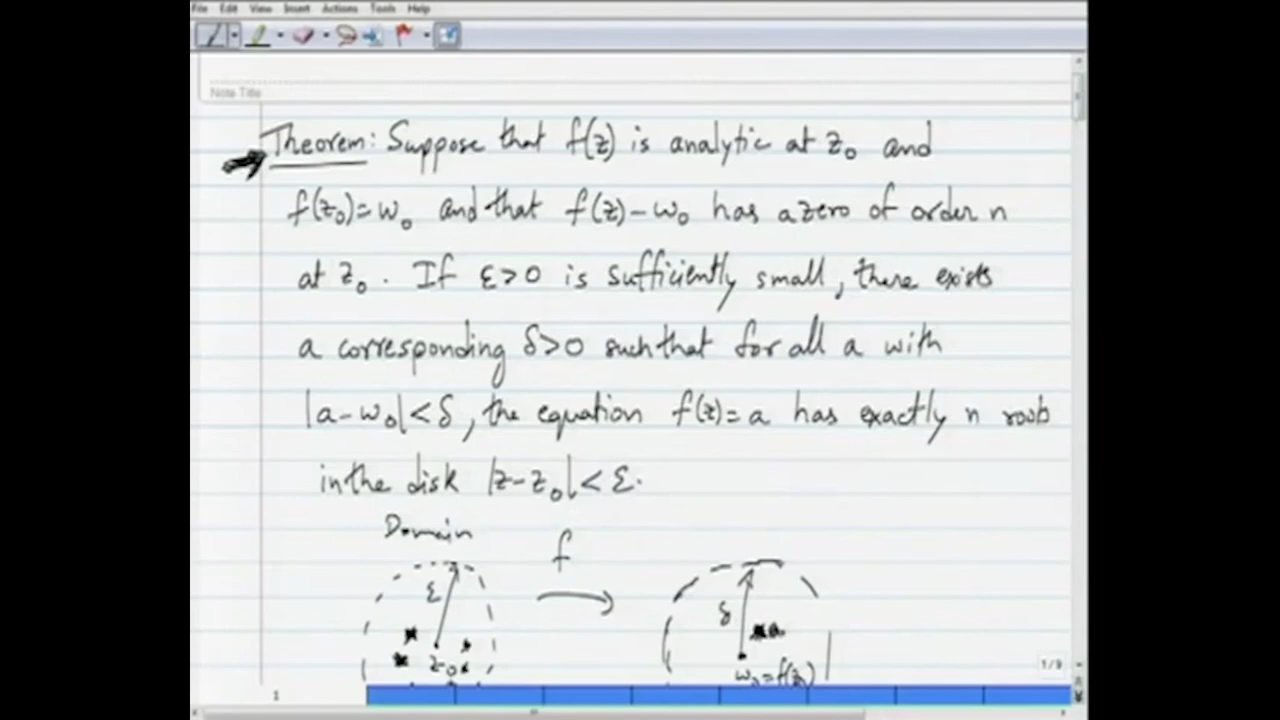 File Edit View Insert Actions Tools Help
Note Title
Theorem: Suppose that f(z) is analytic at z₀ and
f(z₀)=w₀ and that f(z)-w₀ has a zero of order n
at z₀. If ε>0 is sufficiently small, there exists
a corresponding δ>0 such that for all a with
|a-w₀|<δ, the equation f(z)=a has exactly n roots
in the disk |z-z₀|<ε.
Domain
f
ε
δ
a
z₀
w₀=f(z₀)
1/9
1